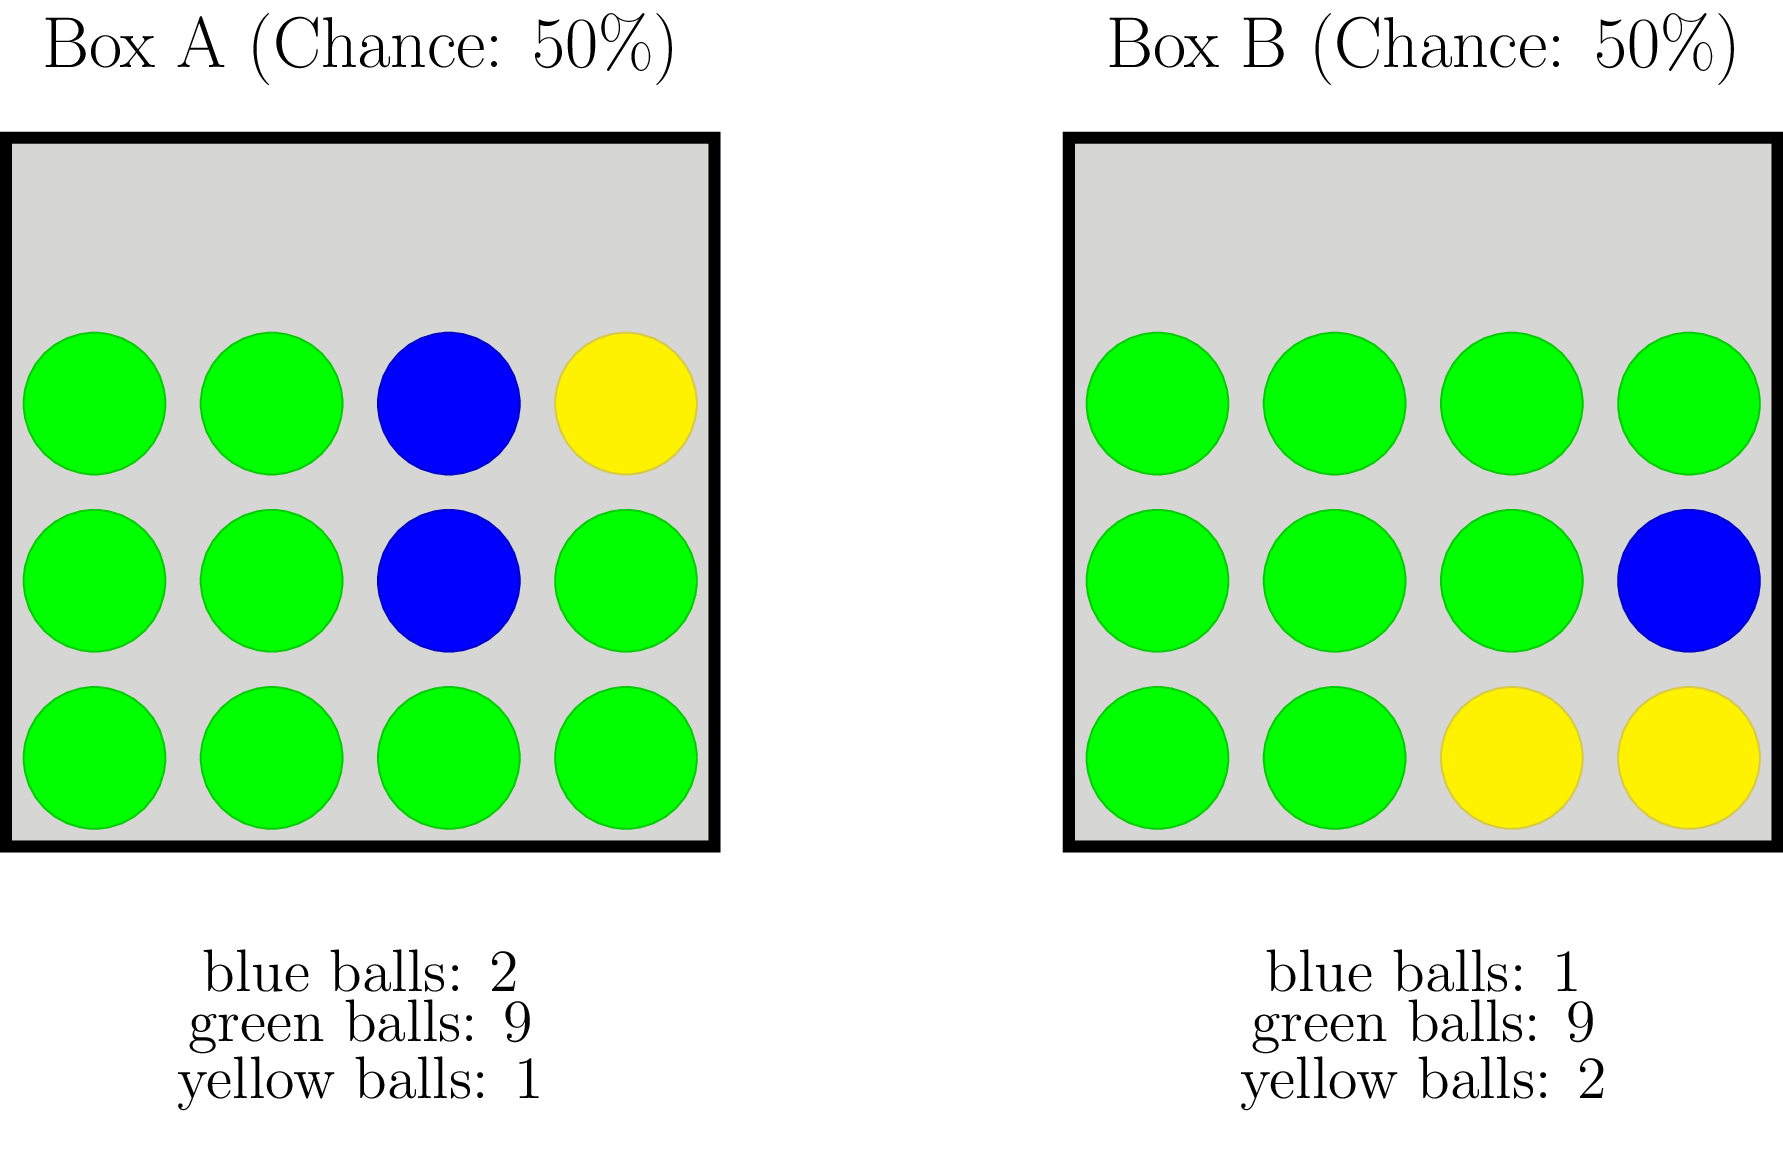 Box A (Chance: 50%)
Box B (Chance: 50%)
blue balls: 2
green balls: 9
yellow balls: 1
blue balls: 1
green balls: 9
yellow balls: 2